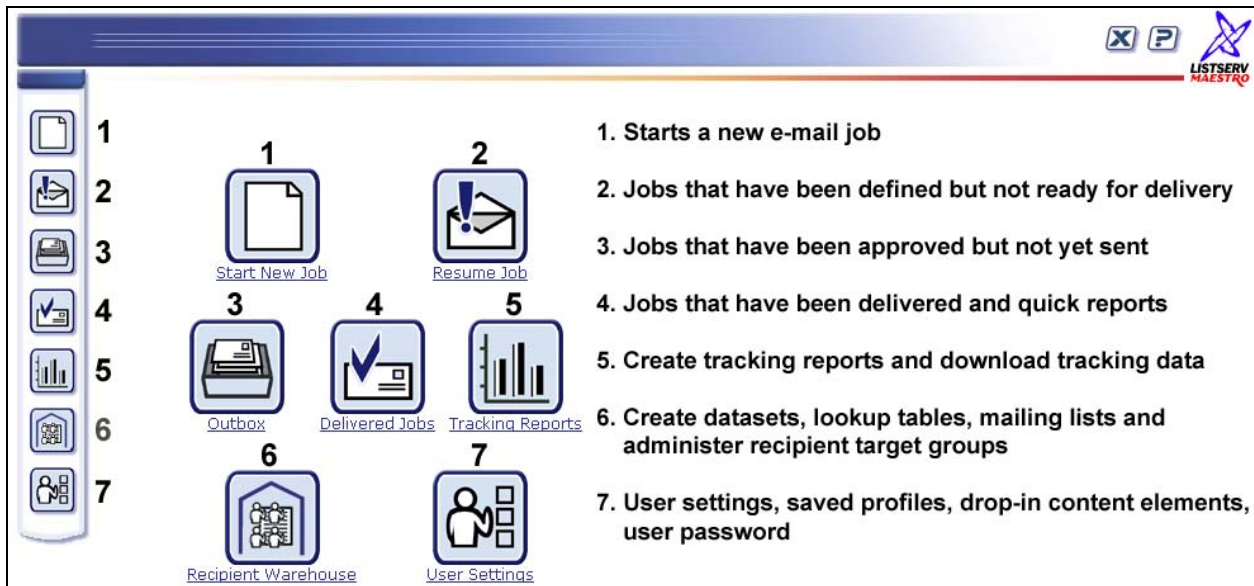 LISTSERV
MAESTRO
1
2
3
4
5
6
7
1
Start New Job
2
Resume Job
3
Outbox
4
Delivered Jobs
5
Tracking Reports
6
Recipient Warehouse
7
User Settings
1. Starts a new e-mail job
2. Jobs that have been defined but not ready for delivery
3. Jobs that have been approved but not yet sent
4. Jobs that have been delivered and quick reports
5. Create tracking reports and download tracking data
6. Create datasets, lookup tables, mailing lists and
administer recipient target groups
7. User settings, saved profiles, drop-in content elements,
user password